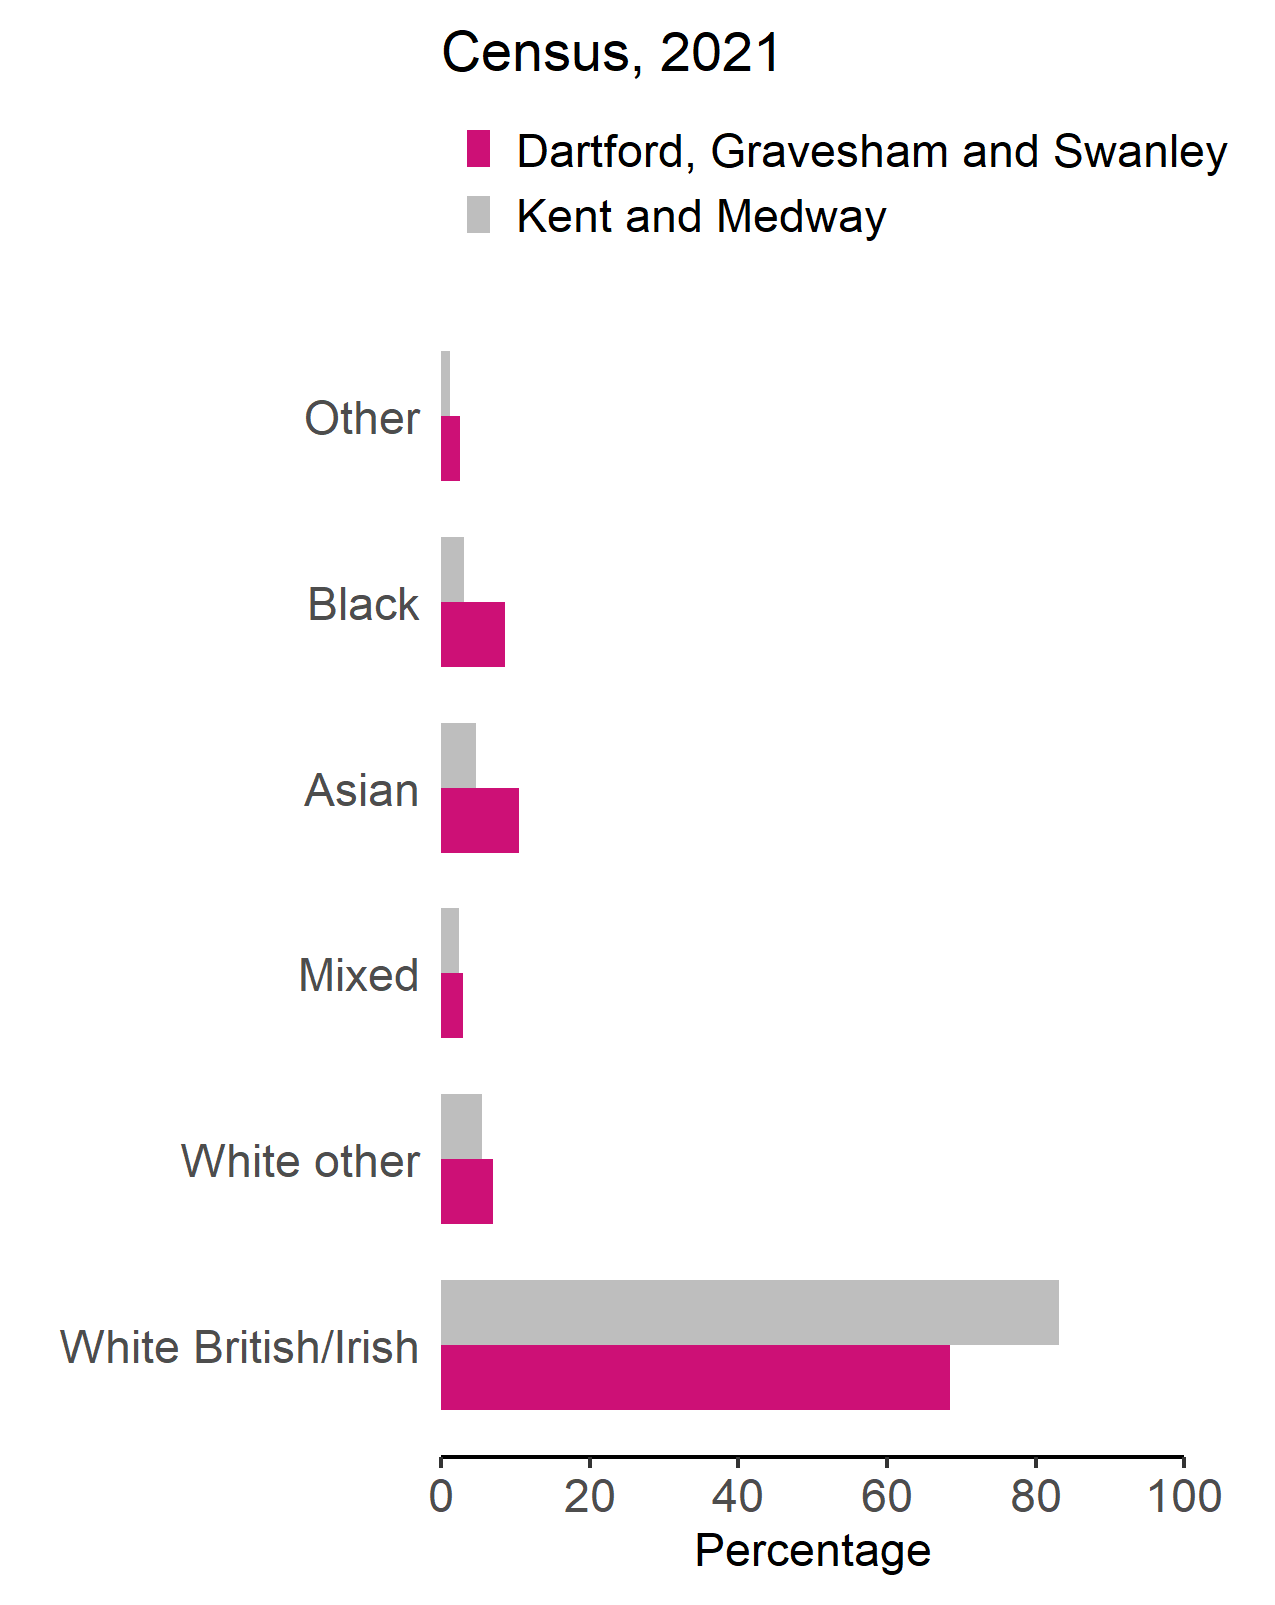 Census, 2021
Dartford, Gravesham and Swanley
Kent and Medway
Other
Black
Asian
Mixed
White other
White British/Irish
0 20 40 60 80 100
Percentage